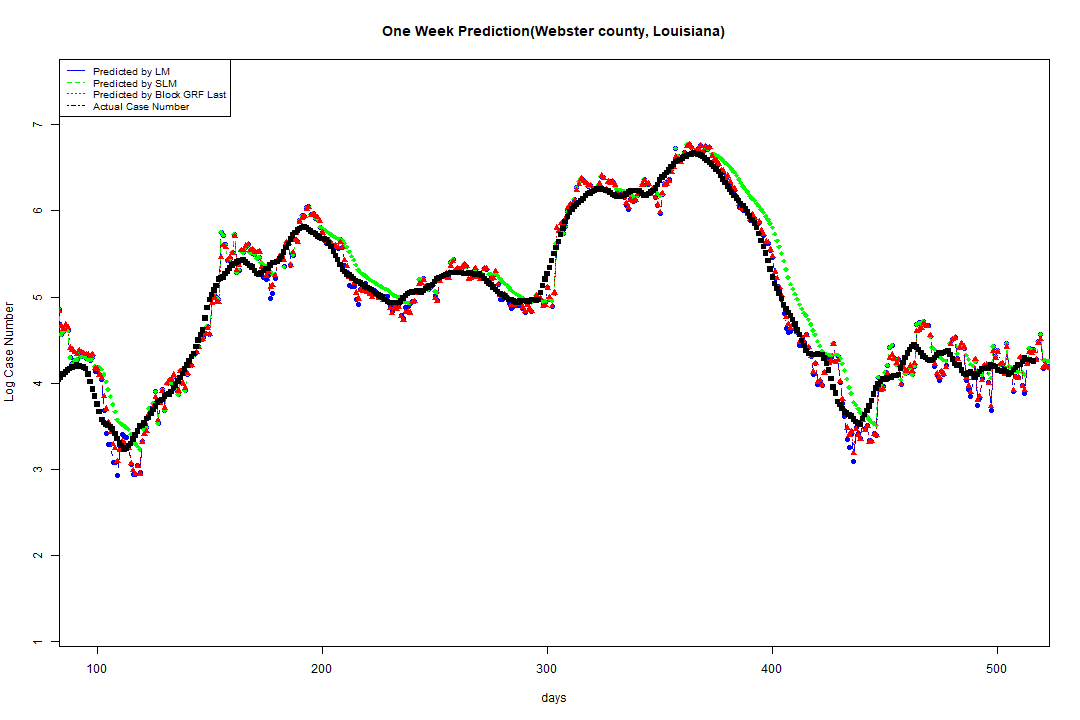 One Week Prediction(Webster county, Louisiana)
Predicted by LM
Predicted by SLM
Predicted by Block GRF Last
Actual Case Number
7
6
5
4
3
2
1
Log Case Number
100 200 300 400 500
days